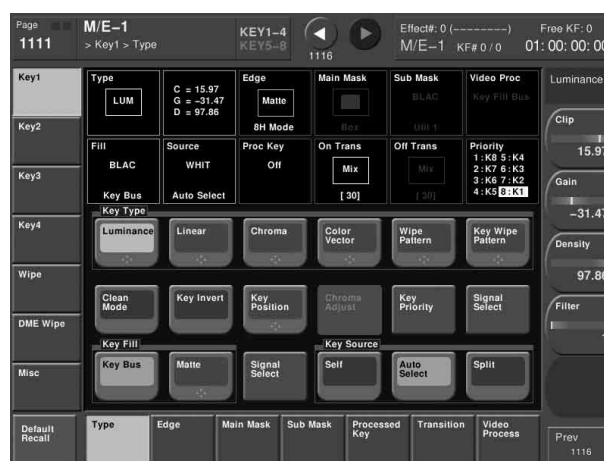 Page
1111
M/E-1
> Key1 > Type
KEY1-4
KEY5-8
1116
Effect#: 0 (--------)
M/E-1 KF# 0 / 0
Free KF: 0
01: 00: 00: 00
Key1
Key2
Key3
Key4
Wipe
DME Wipe
Misc
Default
Recall
Type
LUM
C = 15.97
G = -31.47
D = 97.86
Edge
Matte
8H Mode
Main Mask
Box
Sub Mask
BLAC
Util 1
Video Proc
Key Fill Bus
Fill
BLAC
Key Bus
Source
WHIT
Auto Select
Proc Key
Off
On Trans
Mix
[ 30]
Off Trans
Mix
[ 30]
Priority
1:K8 5:K4
2:K7 6:K3
3:K6 7:K2
4:K5 8:K1
Key Type
Luminance
Linear
Chroma
Color
Vector
Wipe
Pattern
Key Wipe
Pattern
Clean
Mode
Key Invert
Key
Position
Chroma
Adjust
Key
Priority
Signal
Select
Key Fill
Key Bus
Matte
Signal
Select
Key Source
Self
Auto
Select
Split
Type
Edge
Main Mask
Sub Mask
Processed
Key
Transition
Video
Process
Luminance
Clip
15.97
Gain
-31.4
Density
97.86
Filter
Prev
1116